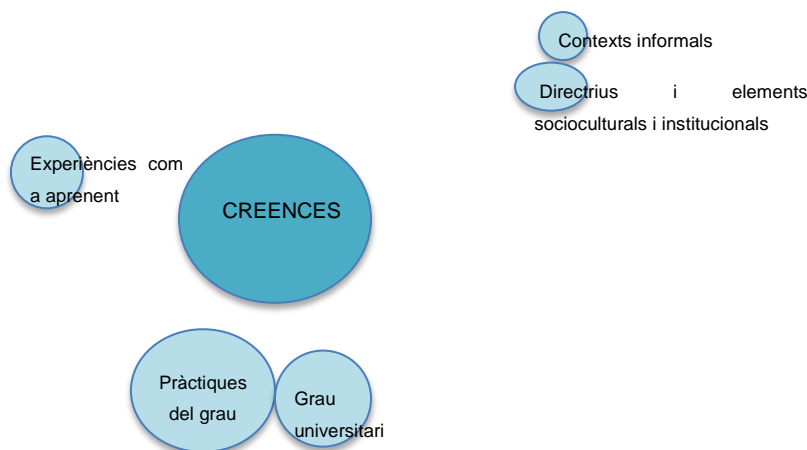 Contexts informals
Directrius i elements
socioculturals i institucionals
Experiències com
a aprenent
CREENCES
Pràctiques
del grau
Grau
universitari